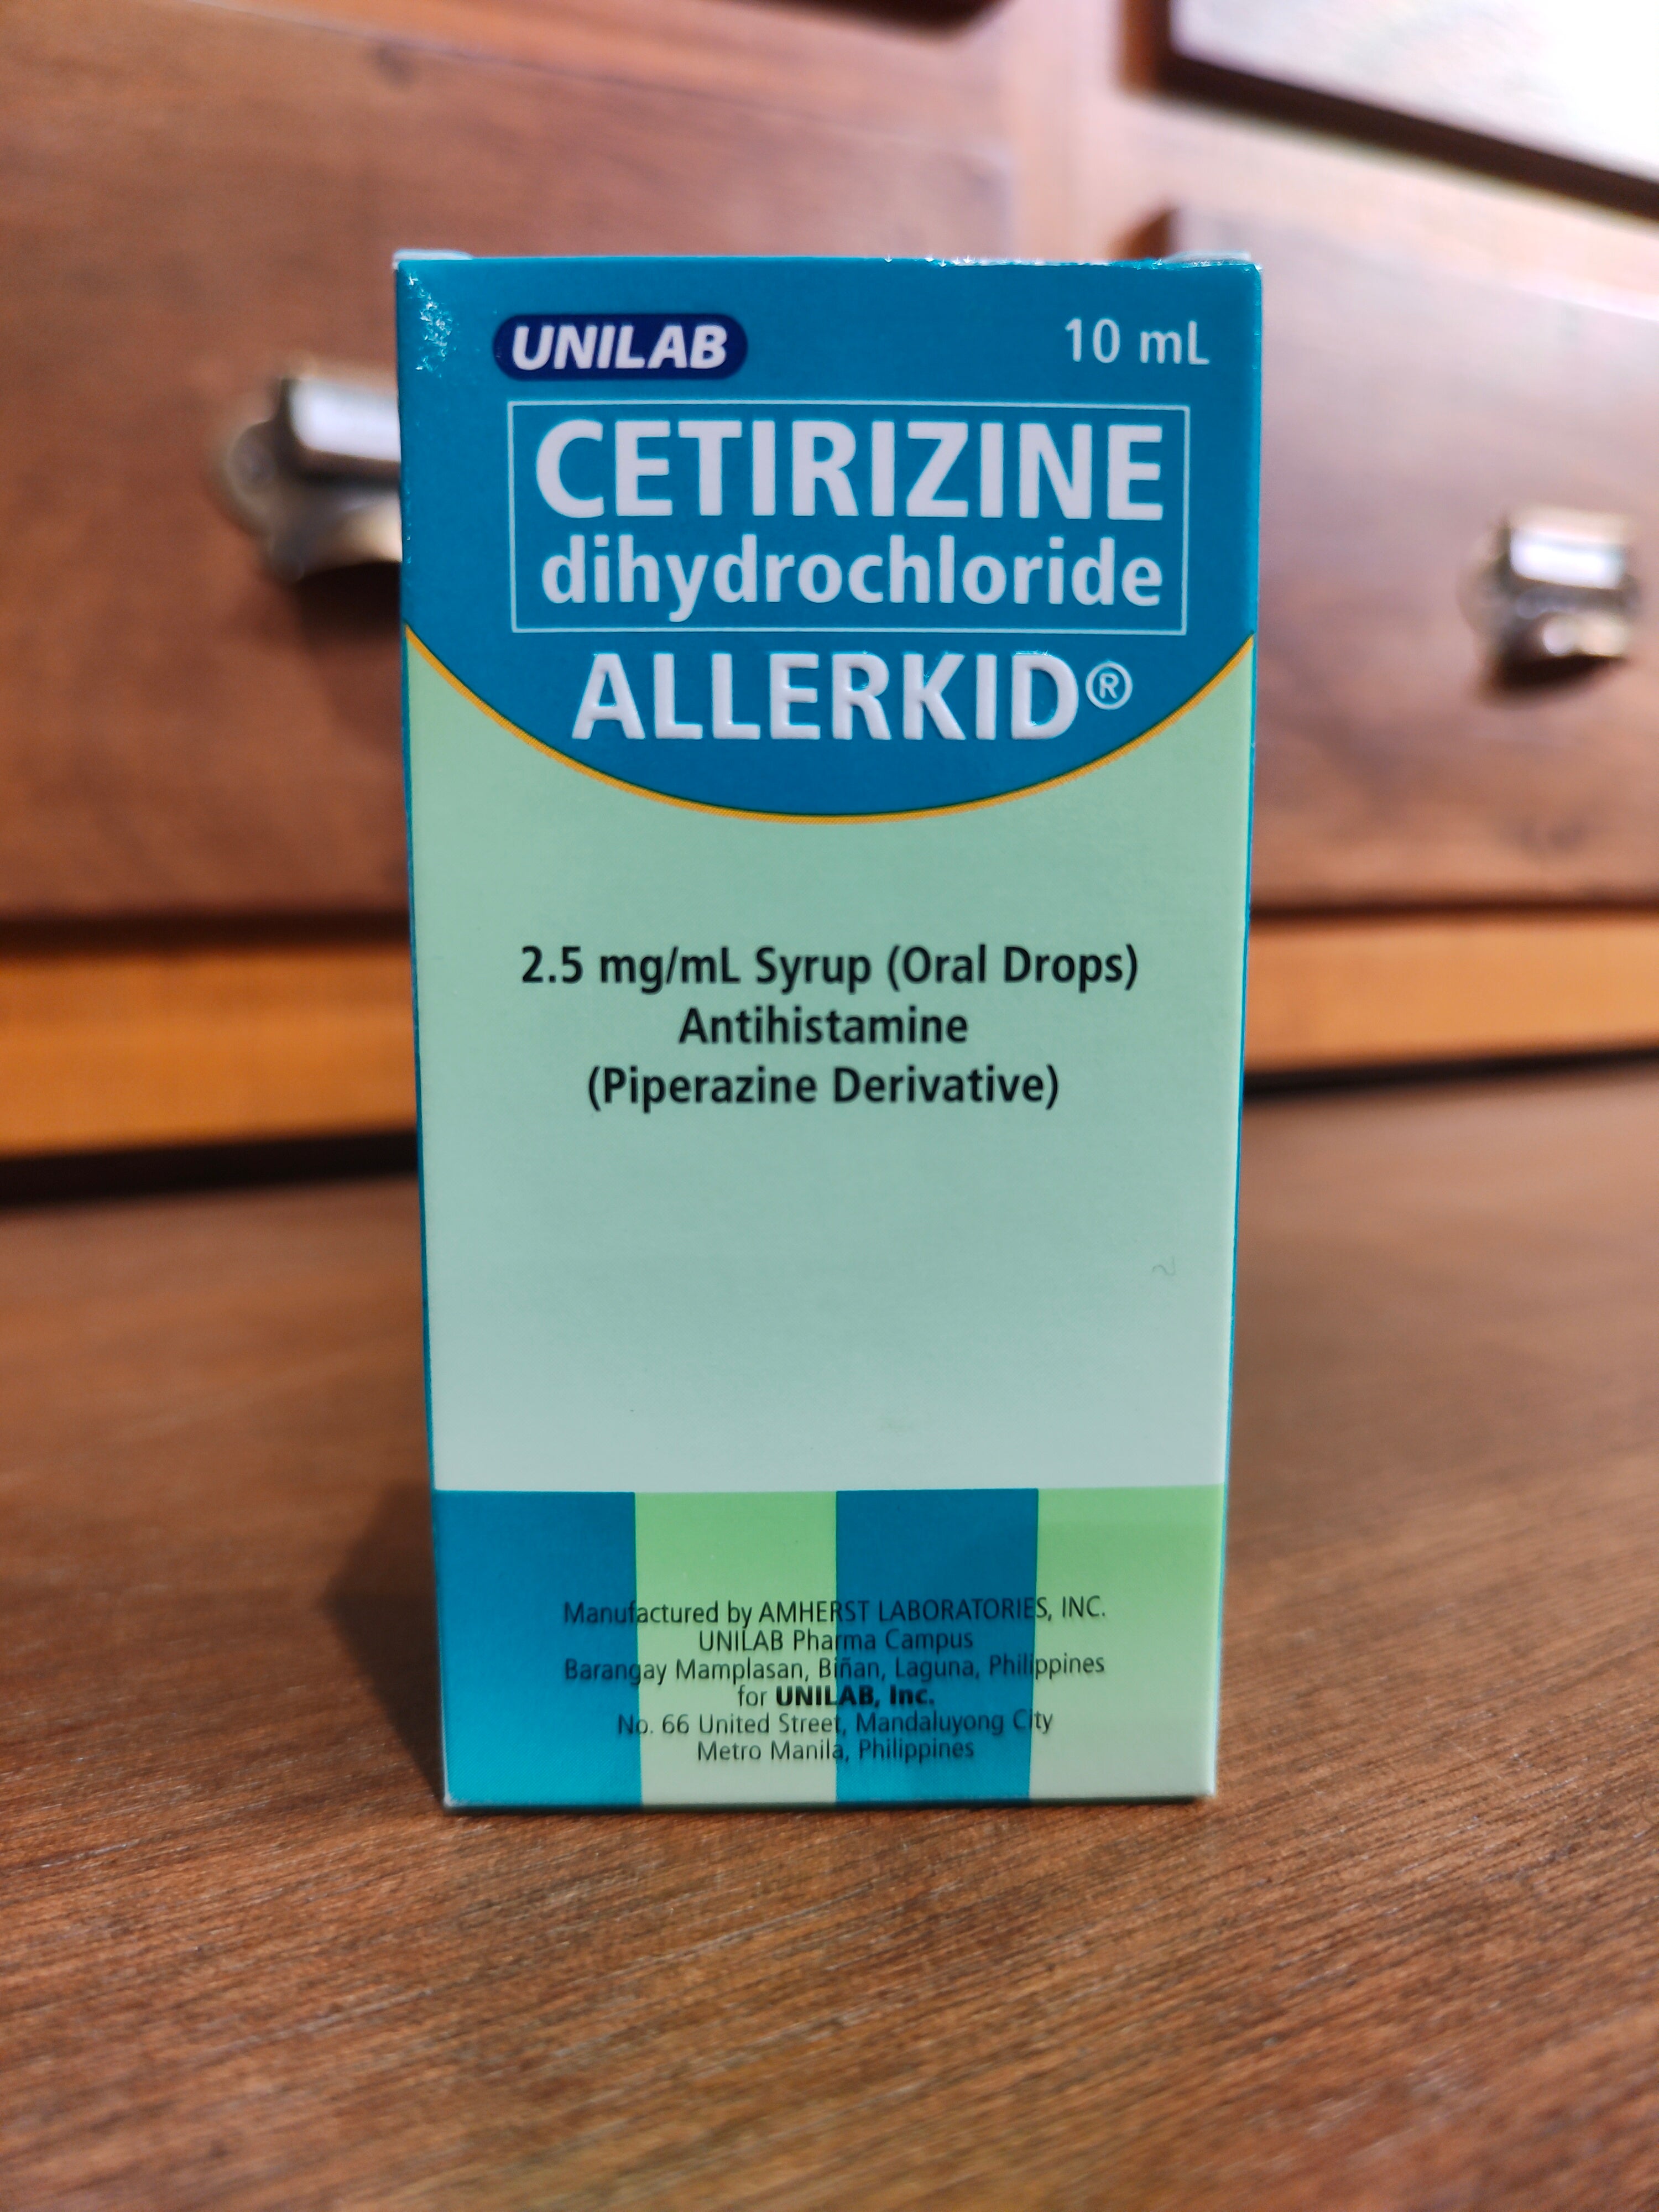 UNILAB
10 mL
CETIRIZINE
dihydrochloride
ALLERKID®
2.5 mg/mL Syrup (Oral Drops)
Antihistamine
(Piperazine Derivative)
Manufactured by AMHERST LABORATORIES, INC.
UNILAB Pharma Campus
Barangay Mamplasan, Biñan, Laguna, Philippines
for UNILAB, Inc.
No. 66 United Street, Mandaluyong City
Metro Manila, Philippines